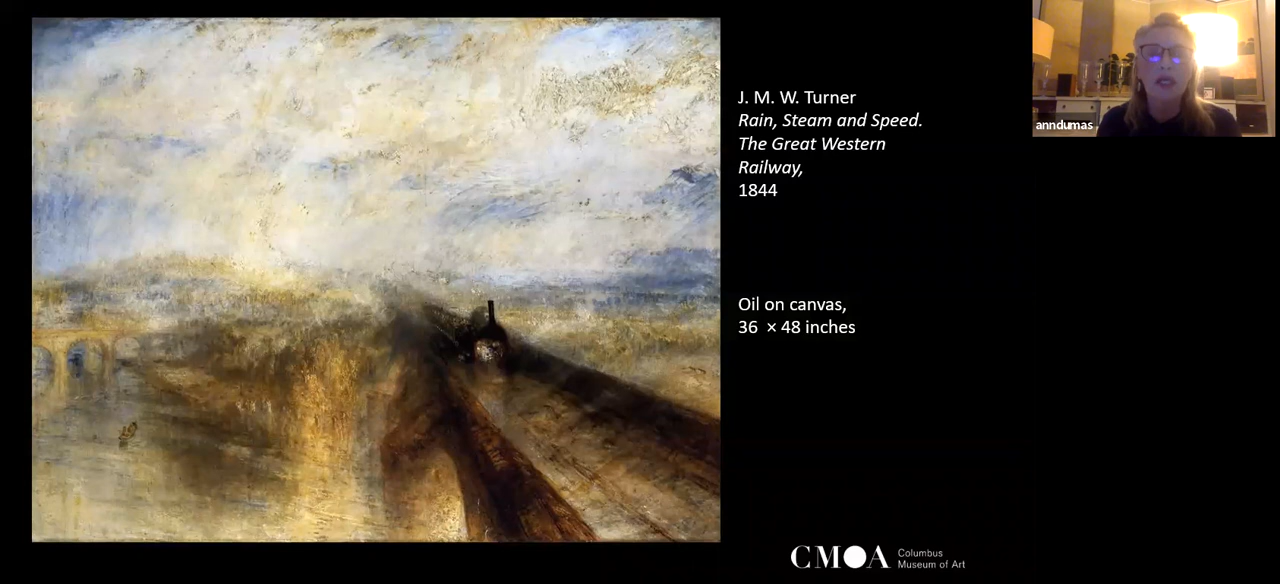 J. M. W. Turner
Rain, Steam and Speed.
The Great Western
Railway,
1844
Oil on canvas,
36 × 48 inches
anndumas
CMOA
Columbus
Museum of Art